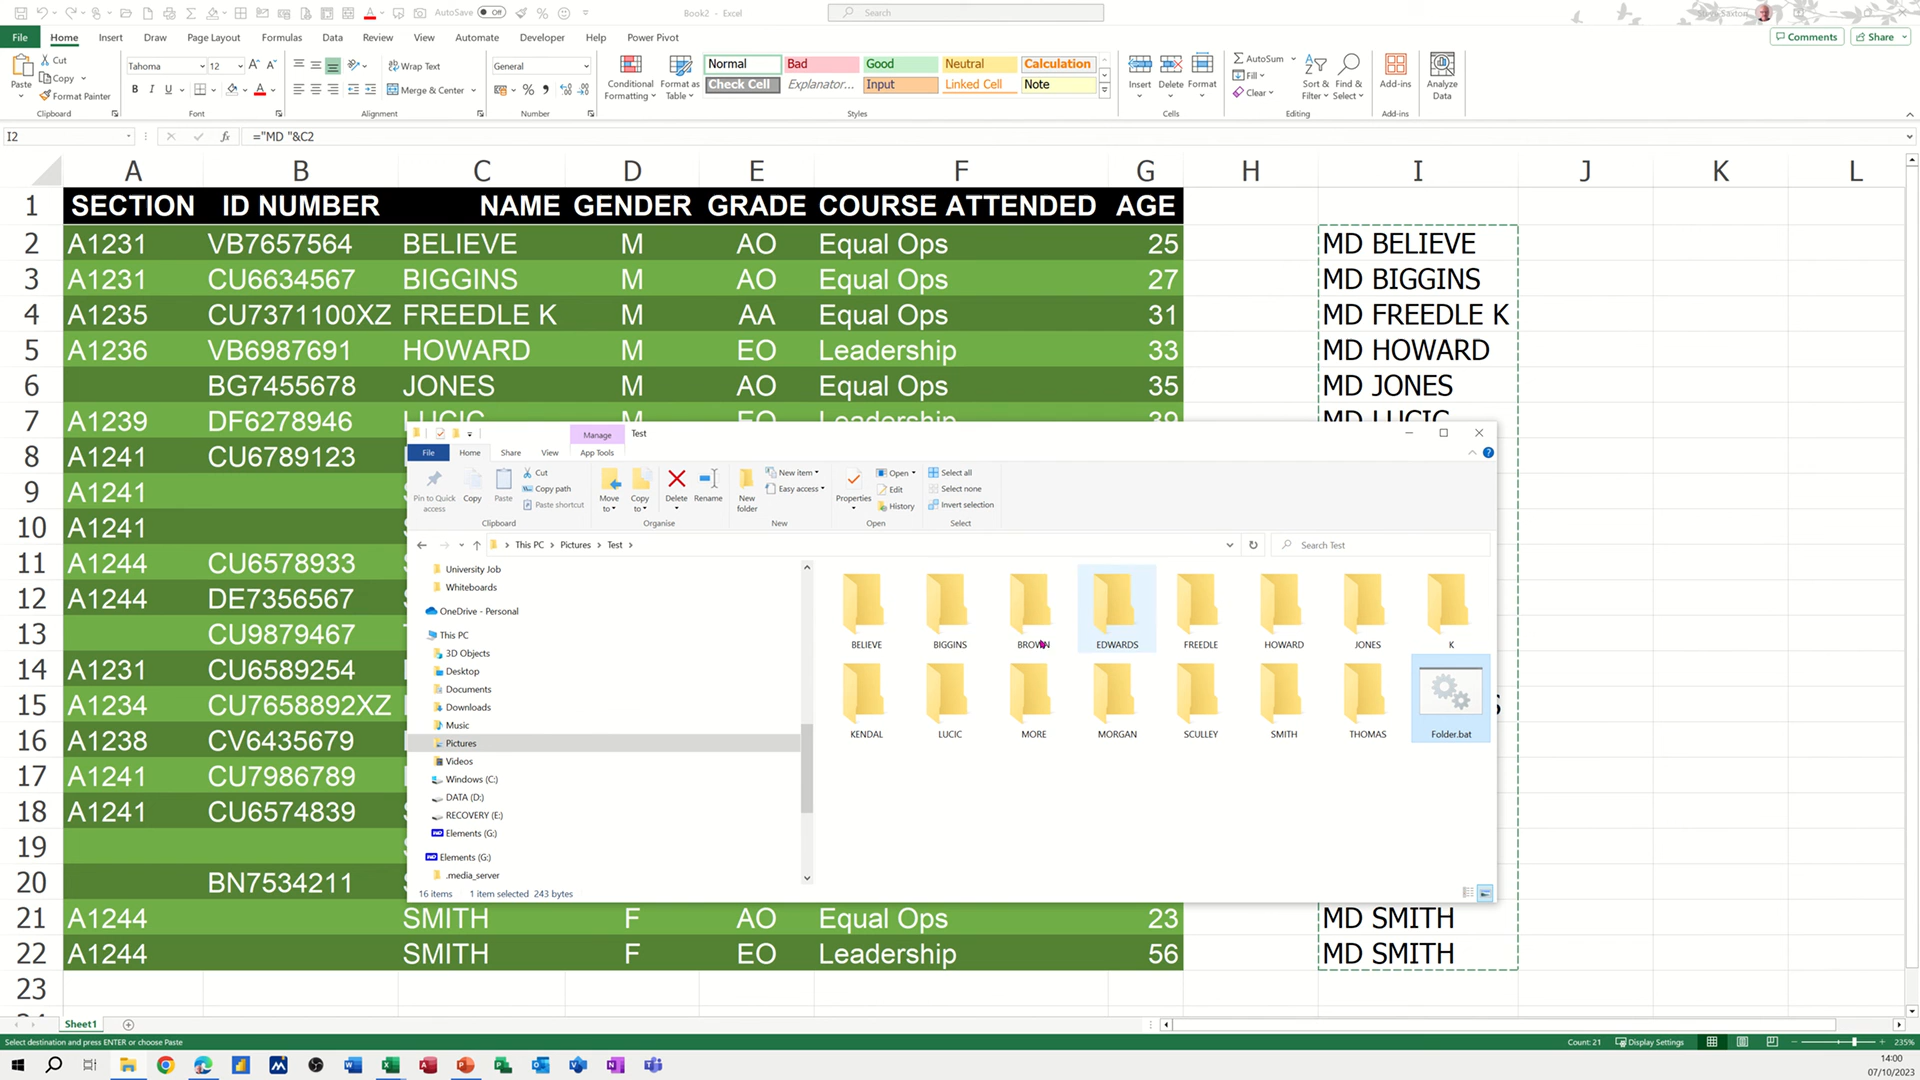 AutoSave Off
Book2 - Excel
Search
File Home Insert Draw Page Layout Formulas Data Review View Automate Developer Help Power Pivot
Comments Share
Paste
Cut
Copy
Format Painter
Clipboard
Tahoma 12
B I U
Font
Wrap Text
Merge & Center
Alignment
General
Number
Conditional Formatting
Format as Table
Normal Bad Good Neutral Calculation
Check Cell Explanator... Input Linked Cell Note
Styles
Insert Delete Format
Cells
AutoSum
Fill
Clear
Sort & Filter
Find & Select
Editing
Add-ins
Add-ins
Analyze Data
I2 ="MD "&C2
A B C D E F G H I J K L
1 SECTION ID NUMBER NAME GENDER GRADE COURSE ATTENDED AGE
2 A1231 VB7657564 BELIEVE M AO Equal Ops 25 MD BELIEVE
3 A1231 CU6634567 BIGGINS M AO Equal Ops 27 MD BIGGINS
4 A1235 CU7371100XZ FREEDLE K M AA Equal Ops 31 MD FREEDLE K
5 A1236 VB6987691 HOWARD M EO Leadership 33 MD HOWARD
6 BG7455678 JONES M AO Equal Ops 35 MD JONES
7 A1239 DF6278946 LUCIC M EO Leadership 39 MD LUCIC
8 A1241 CU6789123
9 A1241
10 A1241
11 A1244 CU6578933
12 A1244 DE7356567
13 CU9879467
14 A1231 CU6589254
15 A1234 CU7658892XZ
16 A1238 CV6435679
17 A1241 CU7986789
18 A1241 CU6574839
19
20 BN7534211
21 A1244 SMITH F AO Equal Ops 23 MD SMITH
22 A1244 SMITH F EO Leadership 56 MD SMITH
23
Manage Test
File Home Share View App Tools
Pin to Quick access
Copy
Paste
Cut
Copy path
Paste shortcut
Clipboard
Move to
Copy to
Delete
Rename
Organise
New folder
New item
Easy access
New
Properties
Open
Edit
History
Open
Select all
Select none
Invert selection
Select
This PC Pictures Test
Search Test
University Job
Whiteboards
OneDrive - Personal
This PC
3D Objects
Desktop
Documents
Downloads
Music
Pictures
Videos
Windows (C:)
DATA (D:)
RECOVERY (E:)
Elements (G:)
Elements (G:)
.media_server
BELIEVE BIGGINS BROWN EDWARDS FREEDLE HOWARD JONES K
KENDAL LUCIC MORE MORGAN SCULLEY SMITH THOMAS Folder.bat
16 items 1 item selected 243 bytes
Sheet1
Select destination and press ENTER or choose Paste
Count: 21 Display Settings 235%
14:00
07/10/2023